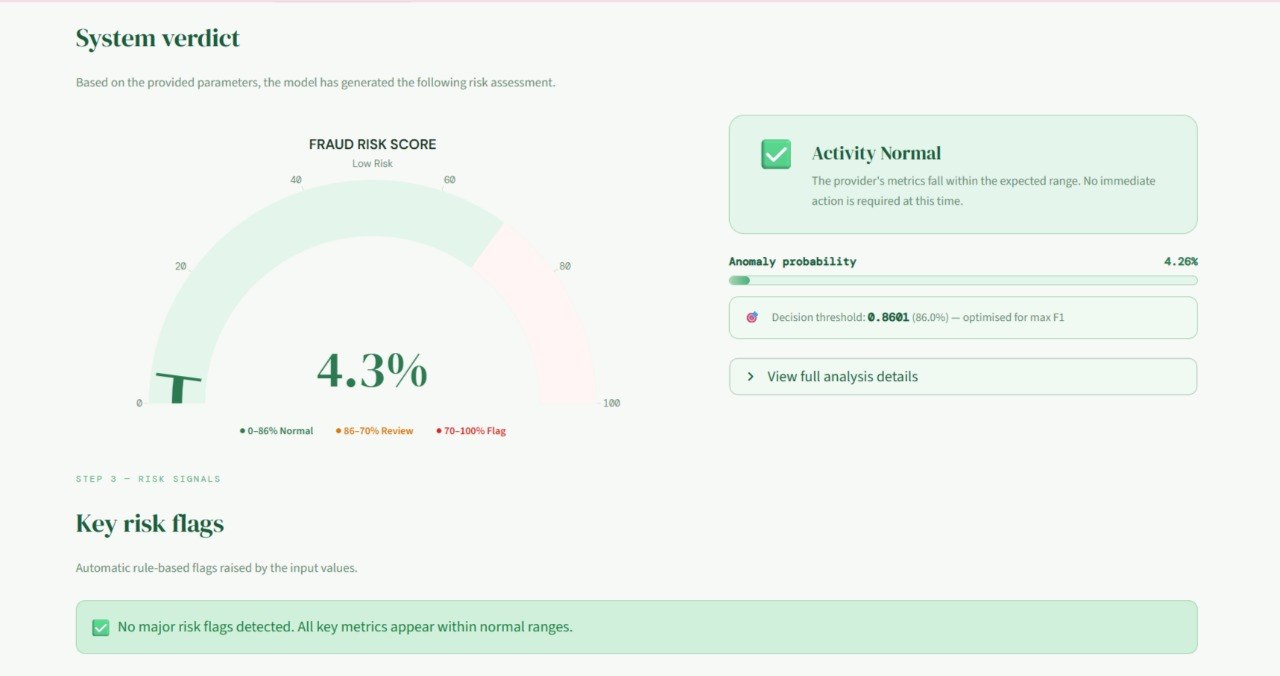 System verdict
Based on the provided parameters, the model has generated the following risk assessment.
FRAUD RISK SCORE
Low Risk
0
20
40
60
80
100
4.3%
0–86% Normal
86–70% Review
70–100% Flag
✅ Activity Normal
The provider's metrics fall within the expected range. No immediate
action is required at this time.
Anomaly probability 4.26%
🎯 Decision threshold: 0.8601 (86.0%) — optimised for max F1
View full analysis details
STEP 3 — RISK SIGNALS
Key risk flags
Automatic rule-based flags raised by the input values.
✅ No major risk flags detected. All key metrics appear within normal ranges.